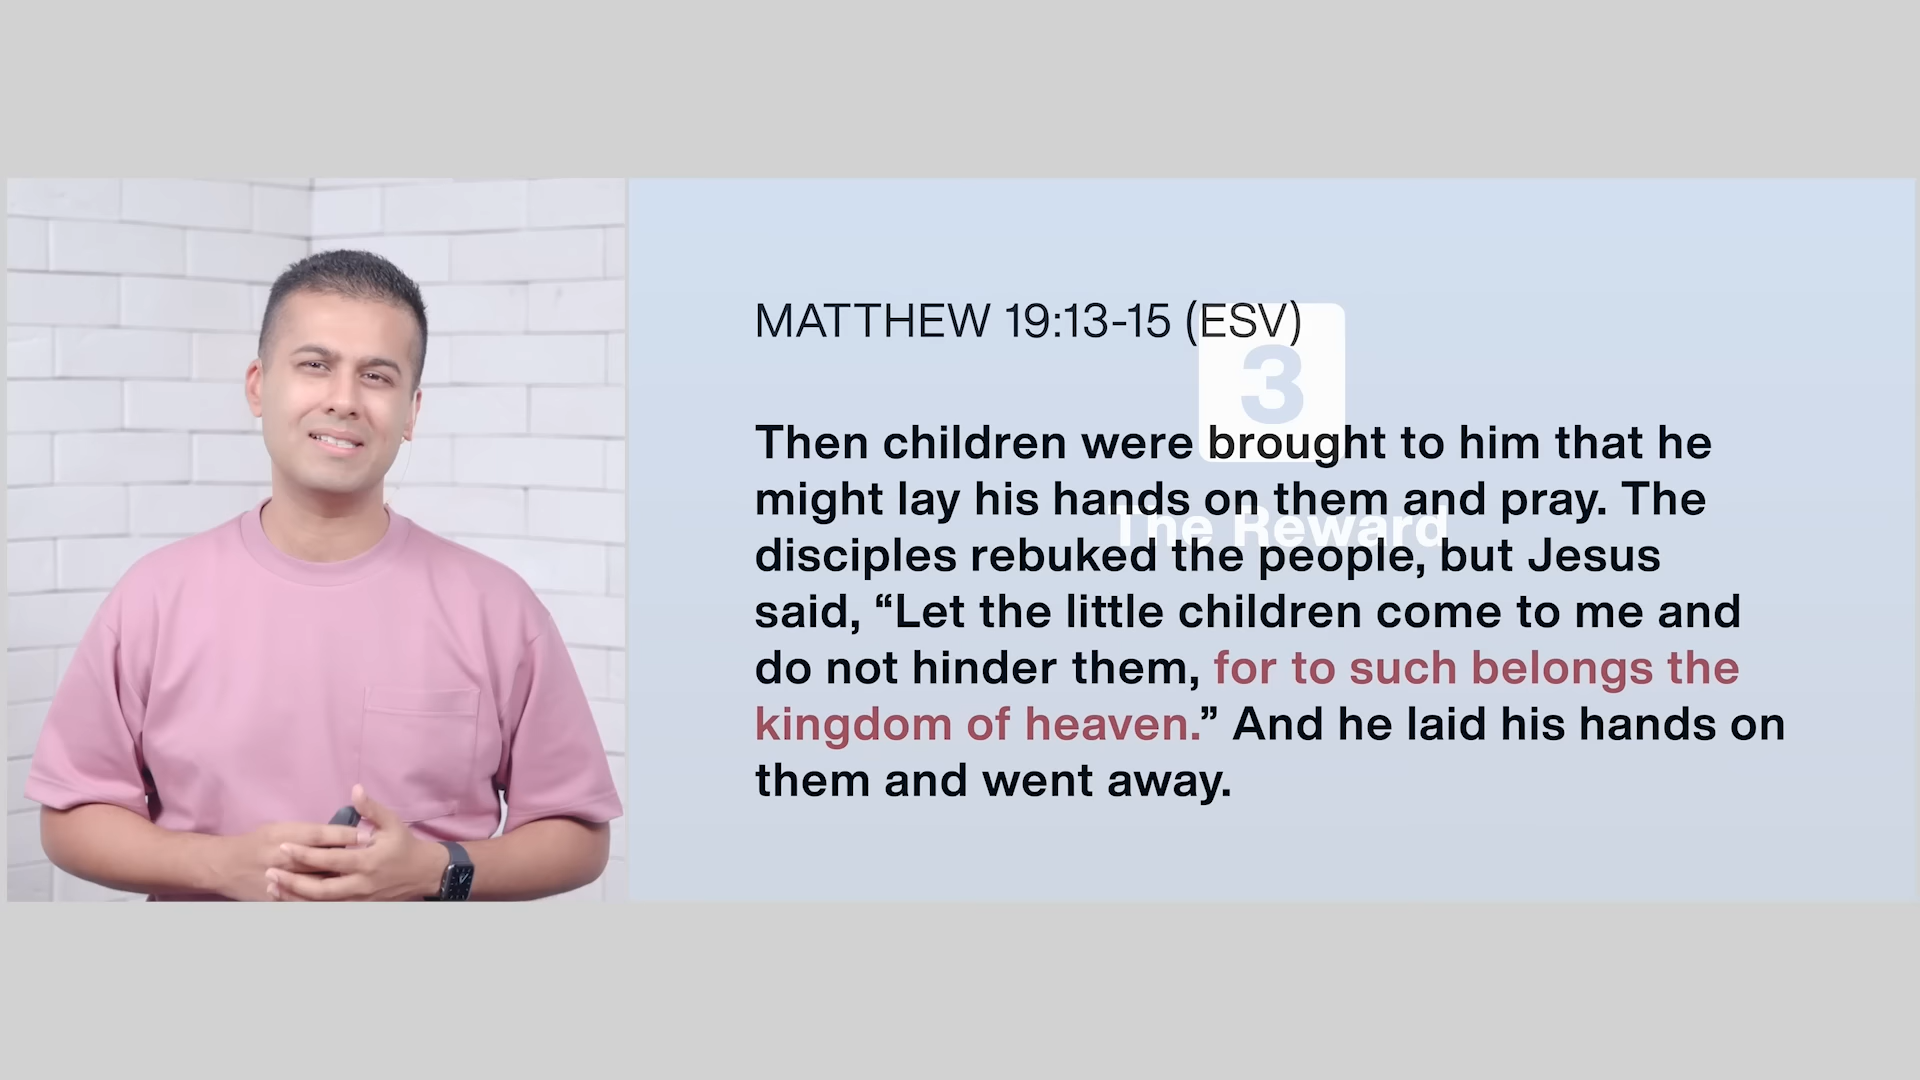 MATTHEW 19:13-15 (ESV)
3
Then children were brought to him that he
might lay his hands on them and pray. The
The Reward
disciples rebuked the people, but Jesus
said, “Let the little children come to me and
do not hinder them, for to such belongs the
kingdom of heaven.” And he laid his hands on
them and went away.